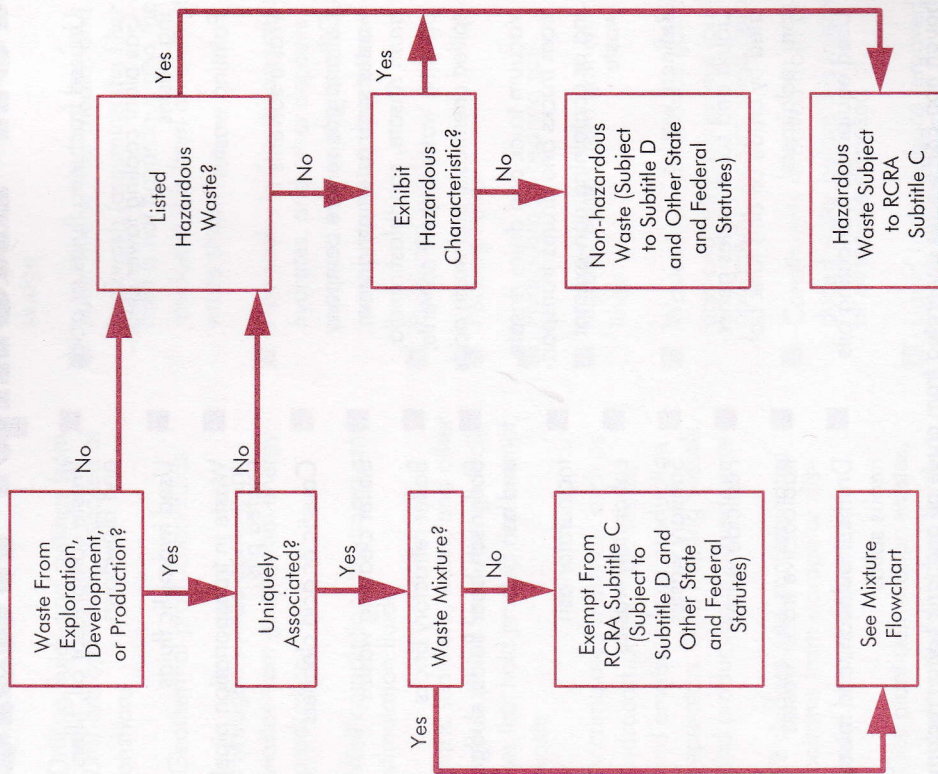 Waste From
Exploration,
Development,
or Production?
No
Yes
Uniquely
Associated?
No
Yes
Waste Mixture?
Yes
No
Exempt From
RCRA Subtitle C
(Subject to
Subtitle D and
Other State
and Federal
Statutes)
See Mixture
Flowchart
Listed
Hazardous
Waste?
Yes
No
Exhibit
Hazardous
Characteristic?
Yes
No
Non-hazardous
Waste (Subject
to Subtitle D
and Other State
and Federal
Statutes)
Hazardous
Waste Subject
to RCRA
Subtitle C